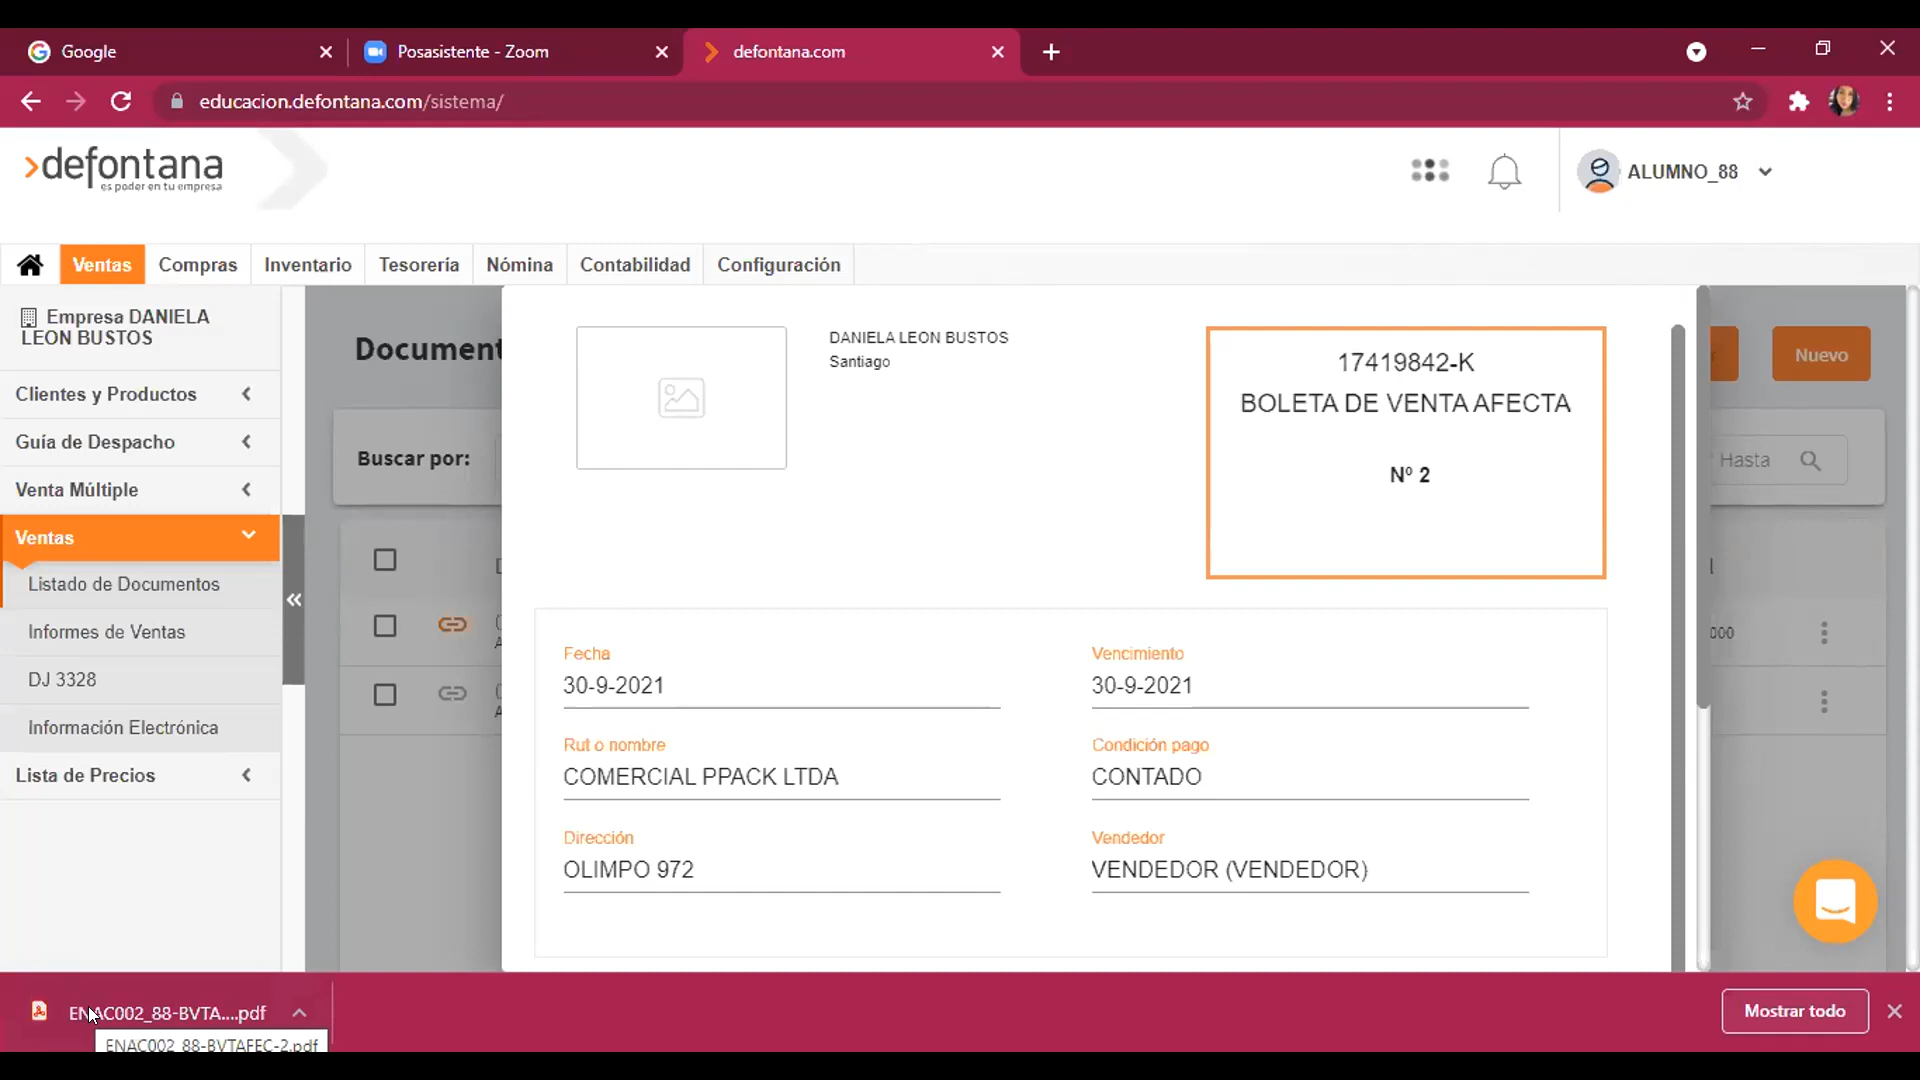 Google
Posasistente - Zoom
defontana.com
educacion.defontana.com/sistema/
defontana
es poder en tu empresa
ALUMNO_88
Ventas
Compras
Inventario
Tesorería
Nómina
Contabilidad
Configuración
Empresa DANIELA
LEON BUSTOS
Clientes y Productos
Guía de Despacho
Venta Múltiple
Ventas
Listado de Documentos
Informes de Ventas
DJ 3328
Información Electrónica
Lista de Precios
Document
Nuevo
Buscar por:
Hasta
000
DANIELA LEON BUSTOS
Santiago
17419842-K
BOLETA DE VENTA AFECTA
Nº 2
Fecha
30-9-2021
Vencimiento
30-9-2021
Rut o nombre
COMERCIAL PPACK LTDA
Condición pago
CONTADO
Dirección
OLIMPO 972
Vendedor
VENDEDOR (VENDEDOR)
ENAC002_88-BVTA....pdf
Mostrar todo
ENAC002_88-BVTAFEC-2.pdf